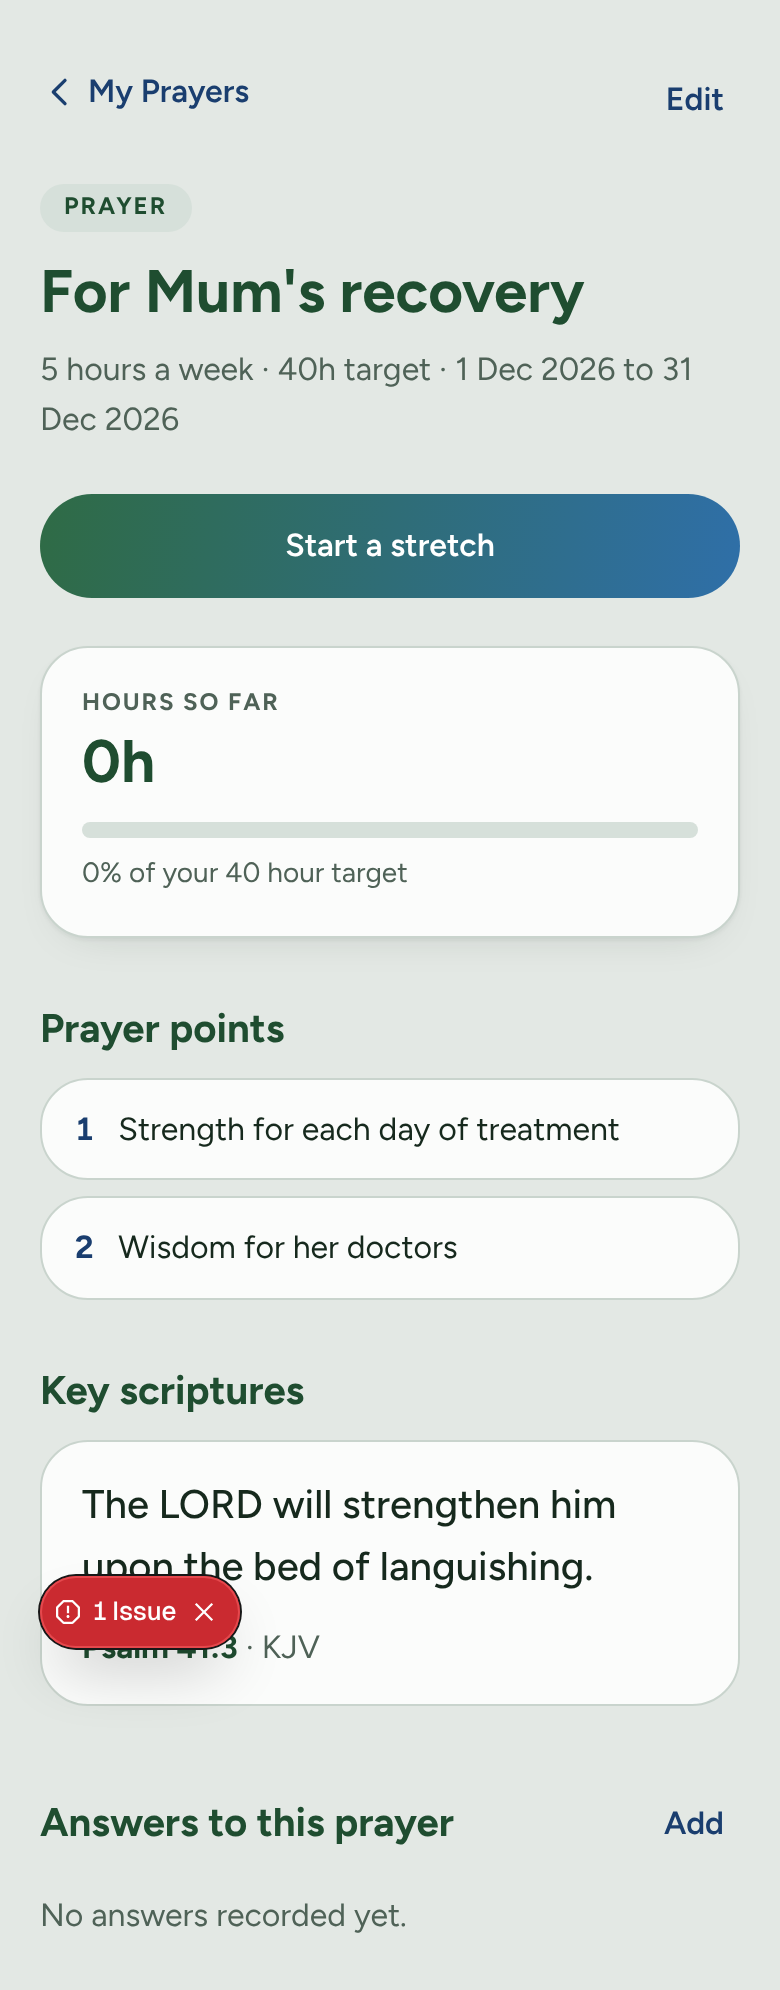 My Prayers
Edit
PRAYER
For Mum's recovery
5 hours a week · 40h target · 1 Dec 2026 to 31
Dec 2026
Start a stretch
HOURS SO FAR
0h
0% of your 40 hour target
Prayer points
1 Strength for each day of treatment
2 Wisdom for her doctors
Key scriptures
The LORD will strengthen him
upon the bed of languishing.
1 Issue
Psalm 41:3 · KJV
Answers to this prayer
Add
No answers recorded yet.